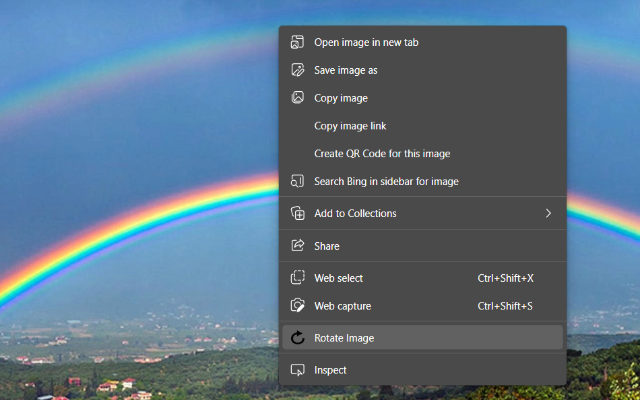 Open image in new tab
Save image as
Copy image
Copy image link
Create QR Code for this image
Search Bing in sidebar for image
Add to Collections
Share
Web select Ctrl+Shift+X
Web capture Ctrl+Shift+S
Rotate Image
Inspect